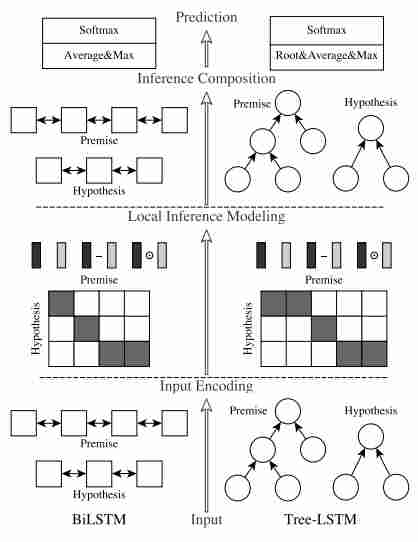 Prediction
Softmax
Average&Max
Softmax
Root&Average&Max
Inference Composition
Premise
Hypothesis
Premise
Hypothesis
Local Inference Modeling
–
–
Premise
Hypothesis
Premise
Hypothesis
Input Encoding
Premise
Hypothesis
Premise
Hypothesis
BiLSTM
Input
Tree-LSTM